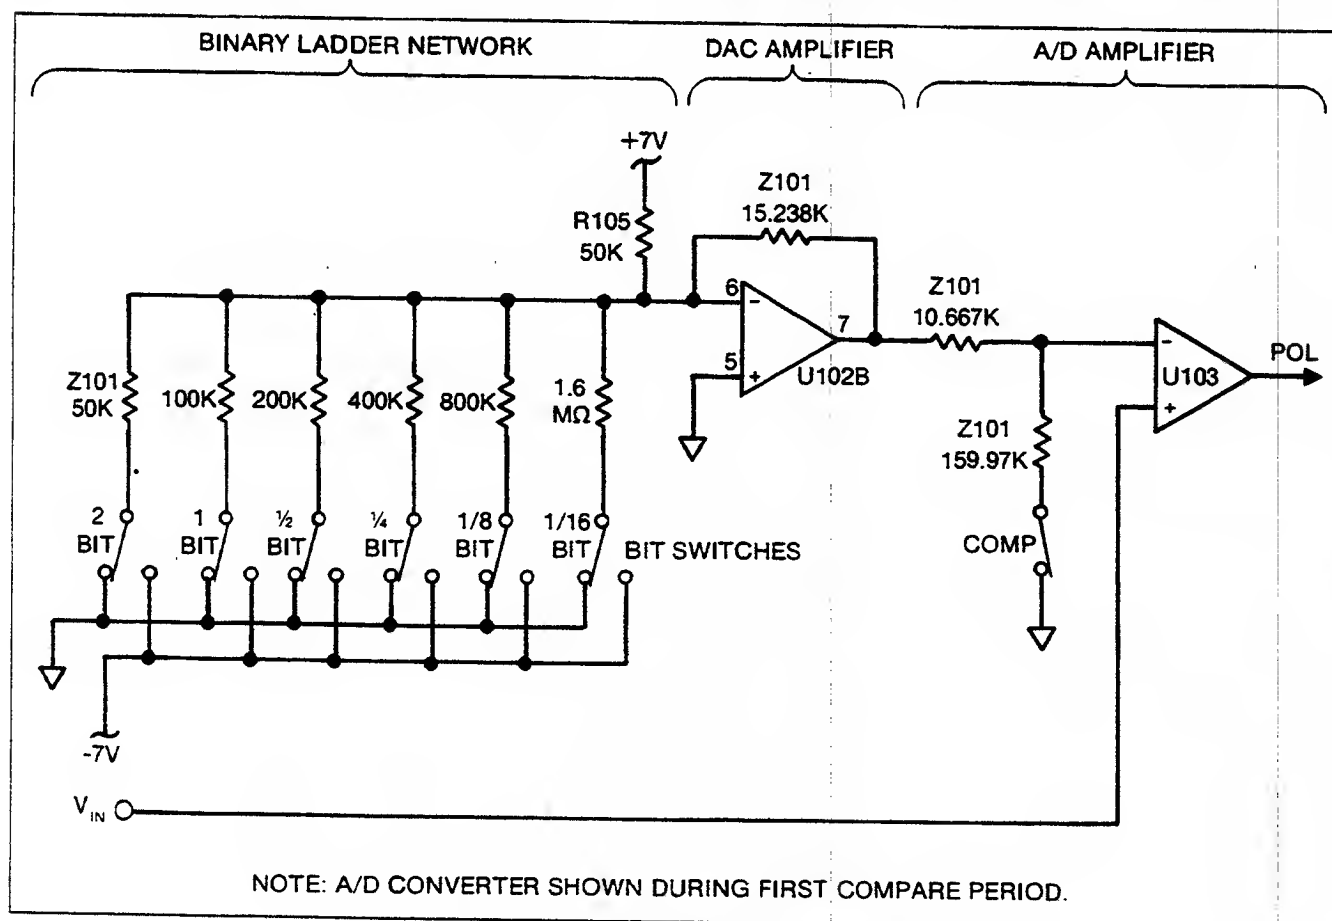 BINARY LADDER NETWORK
DAC AMPLIFIER
A/D AMPLIFIER
+7V
R105
50K
Z101
15.238K
Z101
10.667K
6
-
5
+
7
U102B
-
+
U103
POL
Z101
50K
100K
200K
400K
800K
1.6
MΩ
Z101
159.97K
2
BIT
1
BIT
½
BIT
¼
BIT
1/8
BIT
1/16
BIT
BIT SWITCHES
COMP
-7V
VIN
NOTE: A/D CONVERTER SHOWN DURING FIRST COMPARE PERIOD.